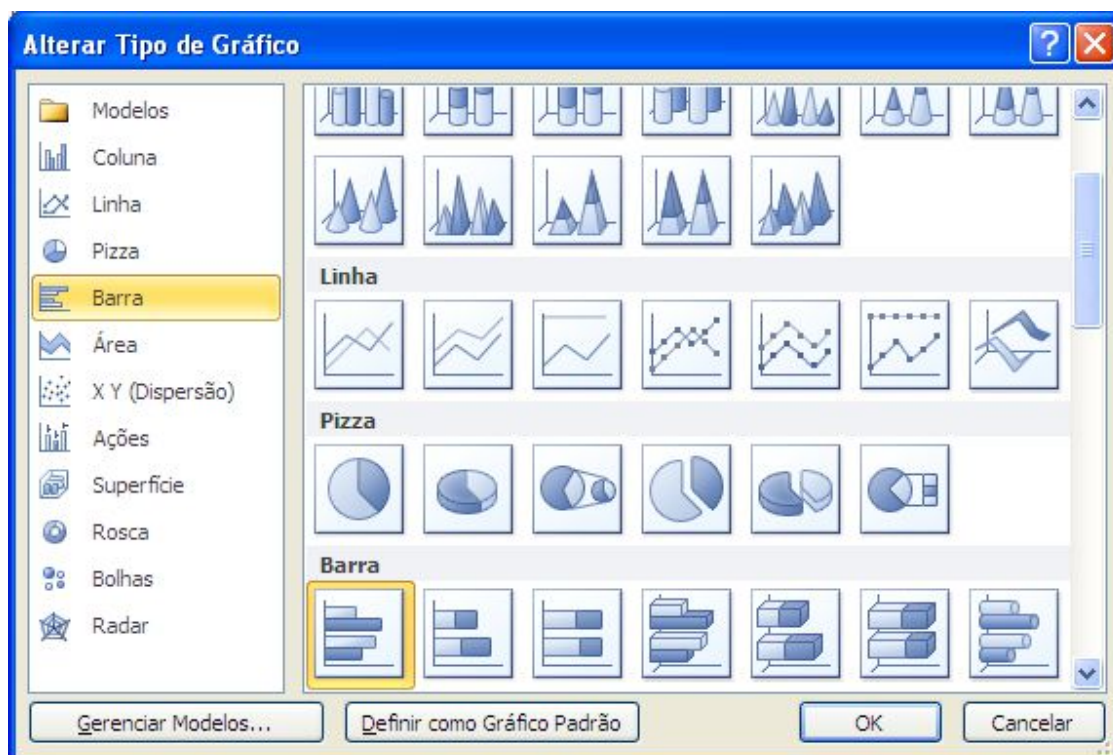 Alterar Tipo de Gráfico
Modelos
Coluna
Linha
Pizza
Barra
Área
X Y (Dispersão)
Ações
Superfície
Rosca
Bolhas
Radar
Linha
Pizza
Barra
Gerenciar Modelos...
Definir como Gráfico Padrão
OK
Cancelar